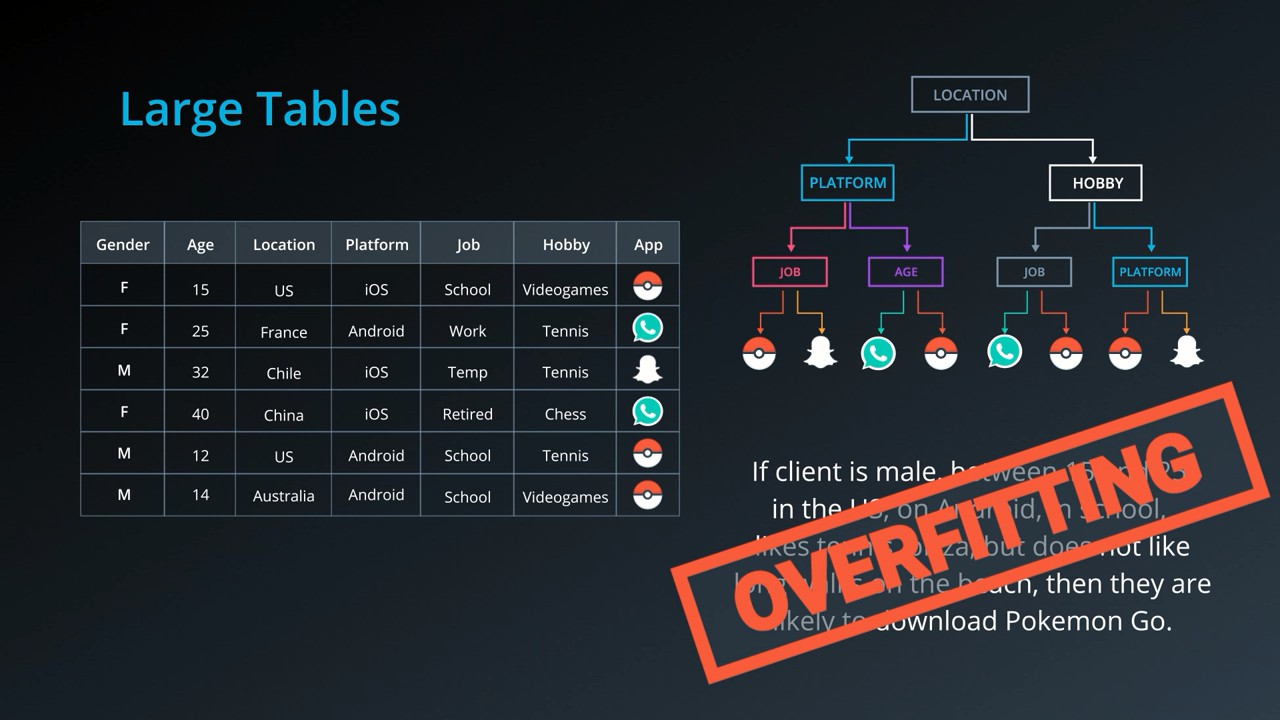 Large Tables
Gender Age Location Platform Job Hobby App
F 15 US iOS School Videogames
F 25 France Android Work Tennis
M 32 Chile iOS Temp Tennis
F 40 China iOS Retired Chess
M 12 US Android School Tennis
M 14 Australia Android School Videogames
LOCATION
PLATFORM HOBBY
JOB AGE JOB PLATFORM
If client is male, between 15 and
in the US, on Android, in school,
likes tennis, pizza, but does not like
long walks on the beach, then they are
likely to download Pokemon Go.
OVERFITTING